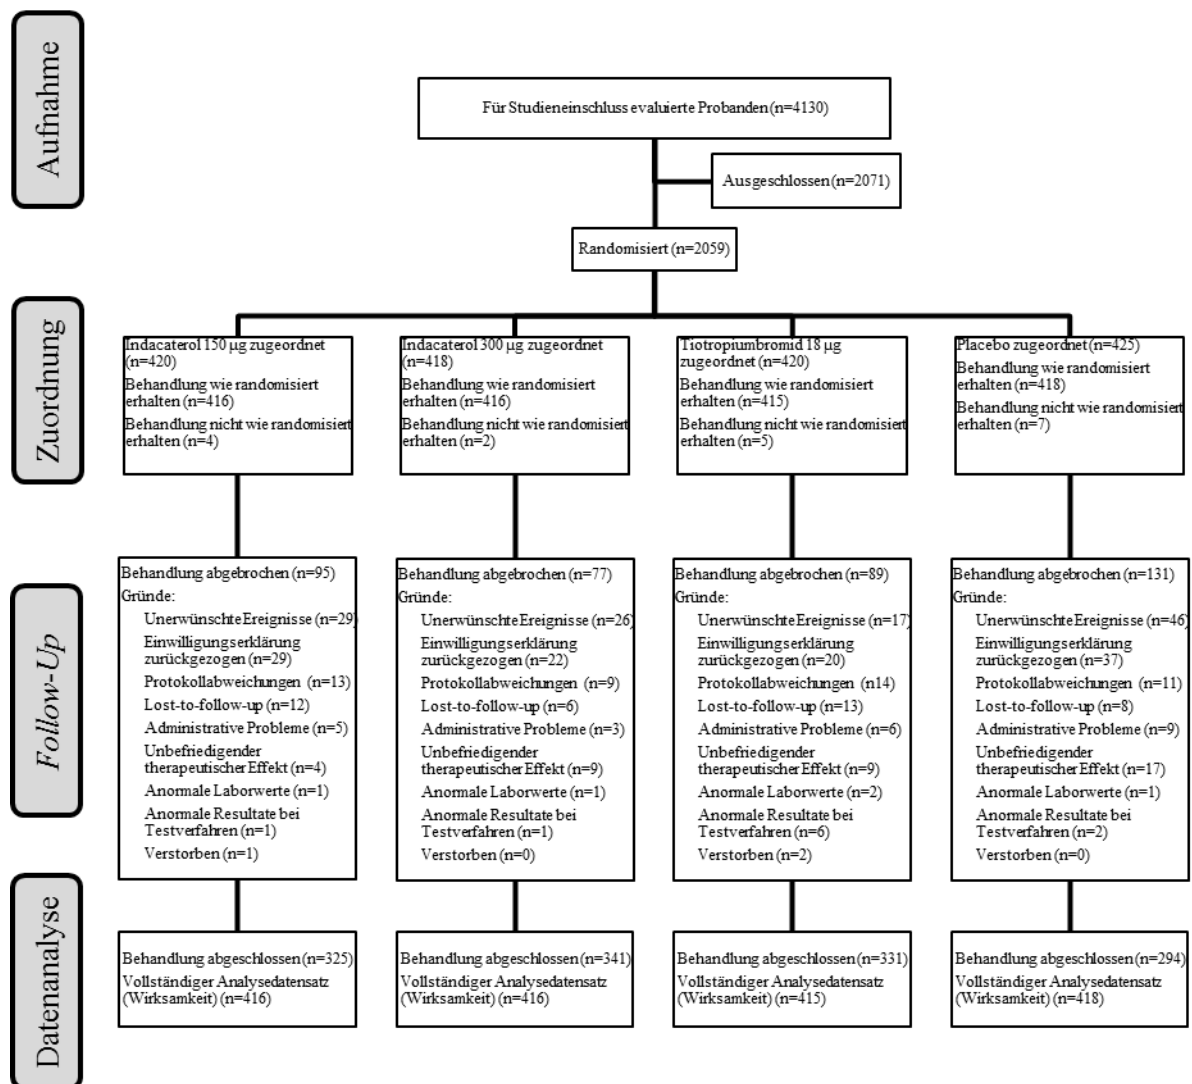 Aufnahme
Für Studieneinschluss evaluierte Probanden (n=4130)
Ausgeschlossen (n=2071)
Randomisiert (n=2059)
Zuordnung
Indacaterol 150 µg zugeordnet
(n=420)
Behandlung wie randomisiert
erhalten (n=416)
Behandlung nicht wie randomisiert
erhalten (n=4)
Indacaterol 300 µg zugeordnet
(n=418)
Behandlung wie randomisiert
erhalten (n=416)
Behandlung nicht wie randomisiert
erhalten (n=2)
Tiotropiumbromid 18 µg
zugeordnet (n=420)
Behandlung wie randomisiert
erhalten (n=415)
Behandlung nicht wie randomisiert
erhalten (n=5)
Placebo zugeordnet (n=425)
Behandlung wie randomisiert
erhalten (n=418)
Behandlung nicht wie randomisiert
erhalten (n=7)
Follow-Up
Behandlung abgebrochen (n=95)
Gründe:
Unerwünschte Ereignisse (n=29)
Einwilligungserklärung
zurückgezogen (n=29)
Protokollabweichungen (n=13)
Lost-to-follow-up (n=12)
Administrative Probleme (n=5)
Unbefriedigender
therapeutischer Effekt (n=4)
Anormale Laborwerte (n=1)
Anormale Resultate bei
Testverfahren (n=1)
Verstorben (n=1)
Behandlung abgebrochen (n=77)
Gründe:
Unerwünschte Ereignisse (n=26)
Einwilligungserklärung
zurückgezogen (n=22)
Protokollabweichungen (n=9)
Lost-to-follow-up (n=6)
Administrative Probleme (n=3)
Unbefriedigender
therapeutischer Effekt (n=9)
Anormale Laborwerte (n=1)
Anormale Resultate bei
Testverfahren (n=1)
Verstorben (n=0)
Behandlung abgebrochen (n=89)
Gründe:
Unerwünschte Ereignisse (n=17)
Einwilligungserklärung
zurückgezogen (n=20)
Protokollabweichungen (n14)
Lost-to-follow-up (n=13)
Administrative Probleme (n=6)
Unbefriedigender
therapeutischer Effekt (n=9)
Anormale Laborwerte (n=2)
Anormale Resultate bei
Testverfahren (n=6)
Verstorben (n=2)
Behandlung abgebrochen (n=131)
Gründe:
Unerwünschte Ereignisse (n=46)
Einwilligungserklärung
zurückgezogen (n=37)
Protokollabweichungen (n=11)
Lost-to-follow-up (n=8)
Administrative Probleme (n=9)
Unbefriedigender
therapeutischer Effekt (n=17)
Anormale Laborwerte (n=1)
Anormale Resultate bei
Testverfahren (n=2)
Verstorben (n=0)
Datenanalyse
Behandlung abgeschlossen (n=325)
Vollständiger Analysedatensatz
(Wirksamkeit) (n=416)
Behandlung abgeschlossen (n=341)
Vollständiger Analysedatensatz
(Wirksamkeit) (n=416)
Behandlung abgeschlossen (n=331)
Vollständiger Analysedatensatz
(Wirksamkeit) (n=415)
Behandlung abgeschlossen (n=294)
Vollständiger Analysedatensatz
(Wirksamkeit) (n=418)